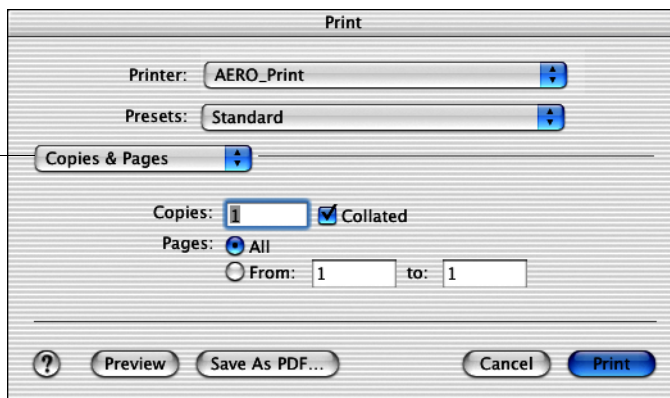 Print
Printer: AERO_Print
Presets: Standard
Copies & Pages
Copies: 1 Collated
Pages: All
From: 1 to: 1
? Preview Save As PDF... Cancel Print